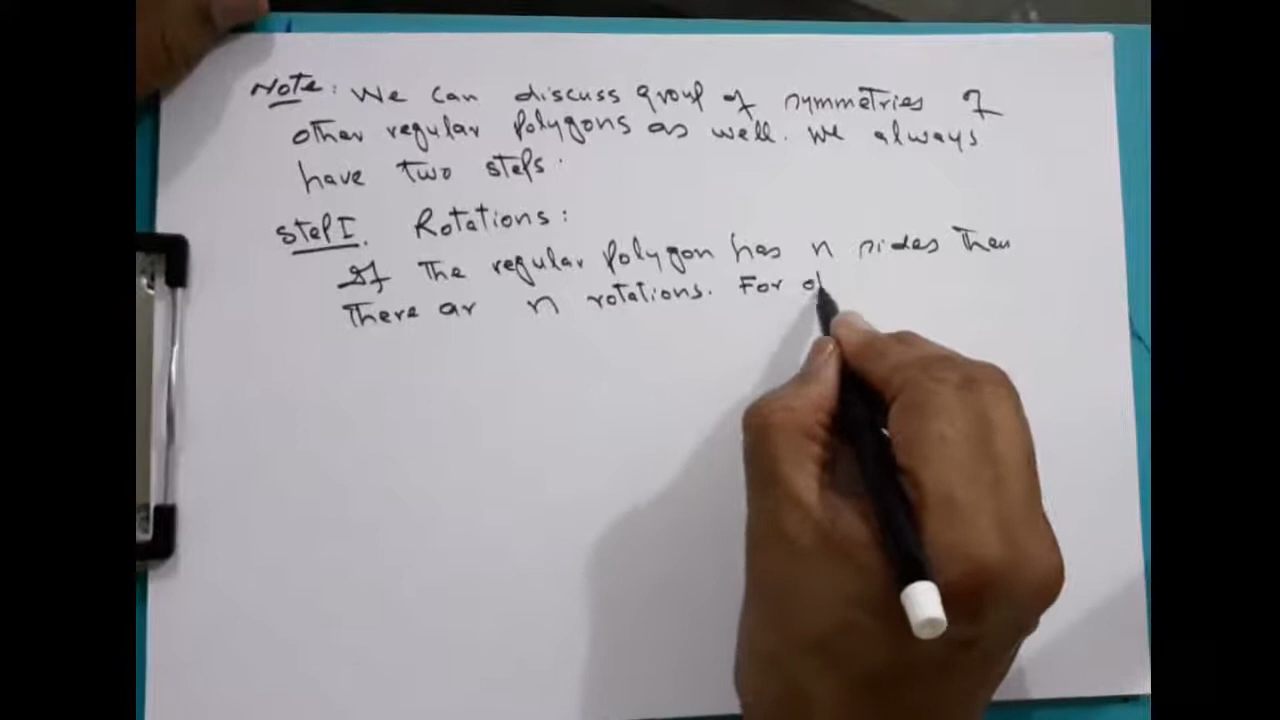 Note: We can discuss group of symmetries of
other regular polygons as well. We always
have two steps.
Step I. Rotations:
If the regular polygon has n sides then
there ar n rotations. For